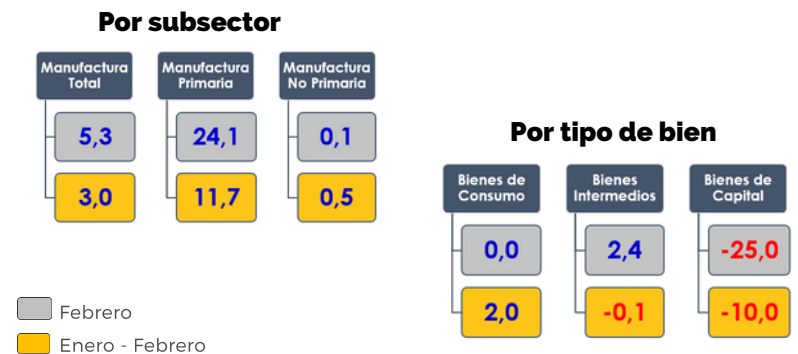 Por subsector
Manufactura
Total
Manufactura
Primaria
Manufactura
No Primaria
5,3
24,1
0,1
3,0
11,7
0,5
Por tipo de bien
Bienes de
Consumo
Bienes
Intermedios
Bienes de
Capital
0,0
2,4
-25,0
2,0
-0,1
-10,0
Febrero
Enero - Febrero